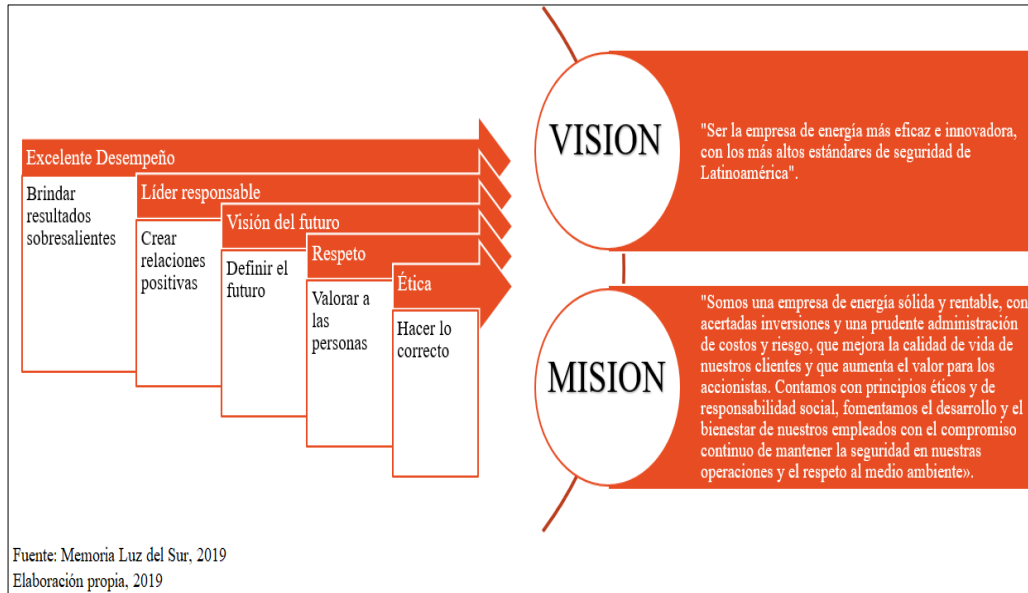 Excelente Desempeño
Brindar
resultados
sobresalientes
Líder responsable
Crear
relaciones
positivas
Visión del futuro
Definir el
futuro
Respeto
Valorar a
las
personas
Ética
Hacer lo
correcto
VISION
"Ser la empresa de energía más eficaz e innovadora,
con los más altos estándares de seguridad de
Latinoamérica".
MISION
"Somos una empresa de energía sólida y rentable, con
acertadas inversiones y una prudente administración
de costos y riesgo, que mejora la calidad de vida de
nuestros clientes y que aumenta el valor para los
accionistas. Contamos con principios éticos y de
responsabilidad social, fomentamos el desarrollo y el
bienestar de nuestros empleados con el compromiso
continuo de mantener la seguridad en nuestras
operaciones y el respeto al medio ambiente».
Fuente: Memoria Luz del Sur, 2019
Elaboración propia, 2019